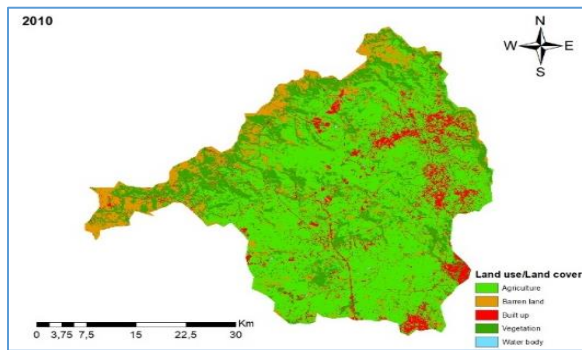 2010
N
W E
S
Land use/Land cover
Agriculture
Barren land
Built up
Vegetation
Water body
Km
0 3,75 7,5 15 22,5 30